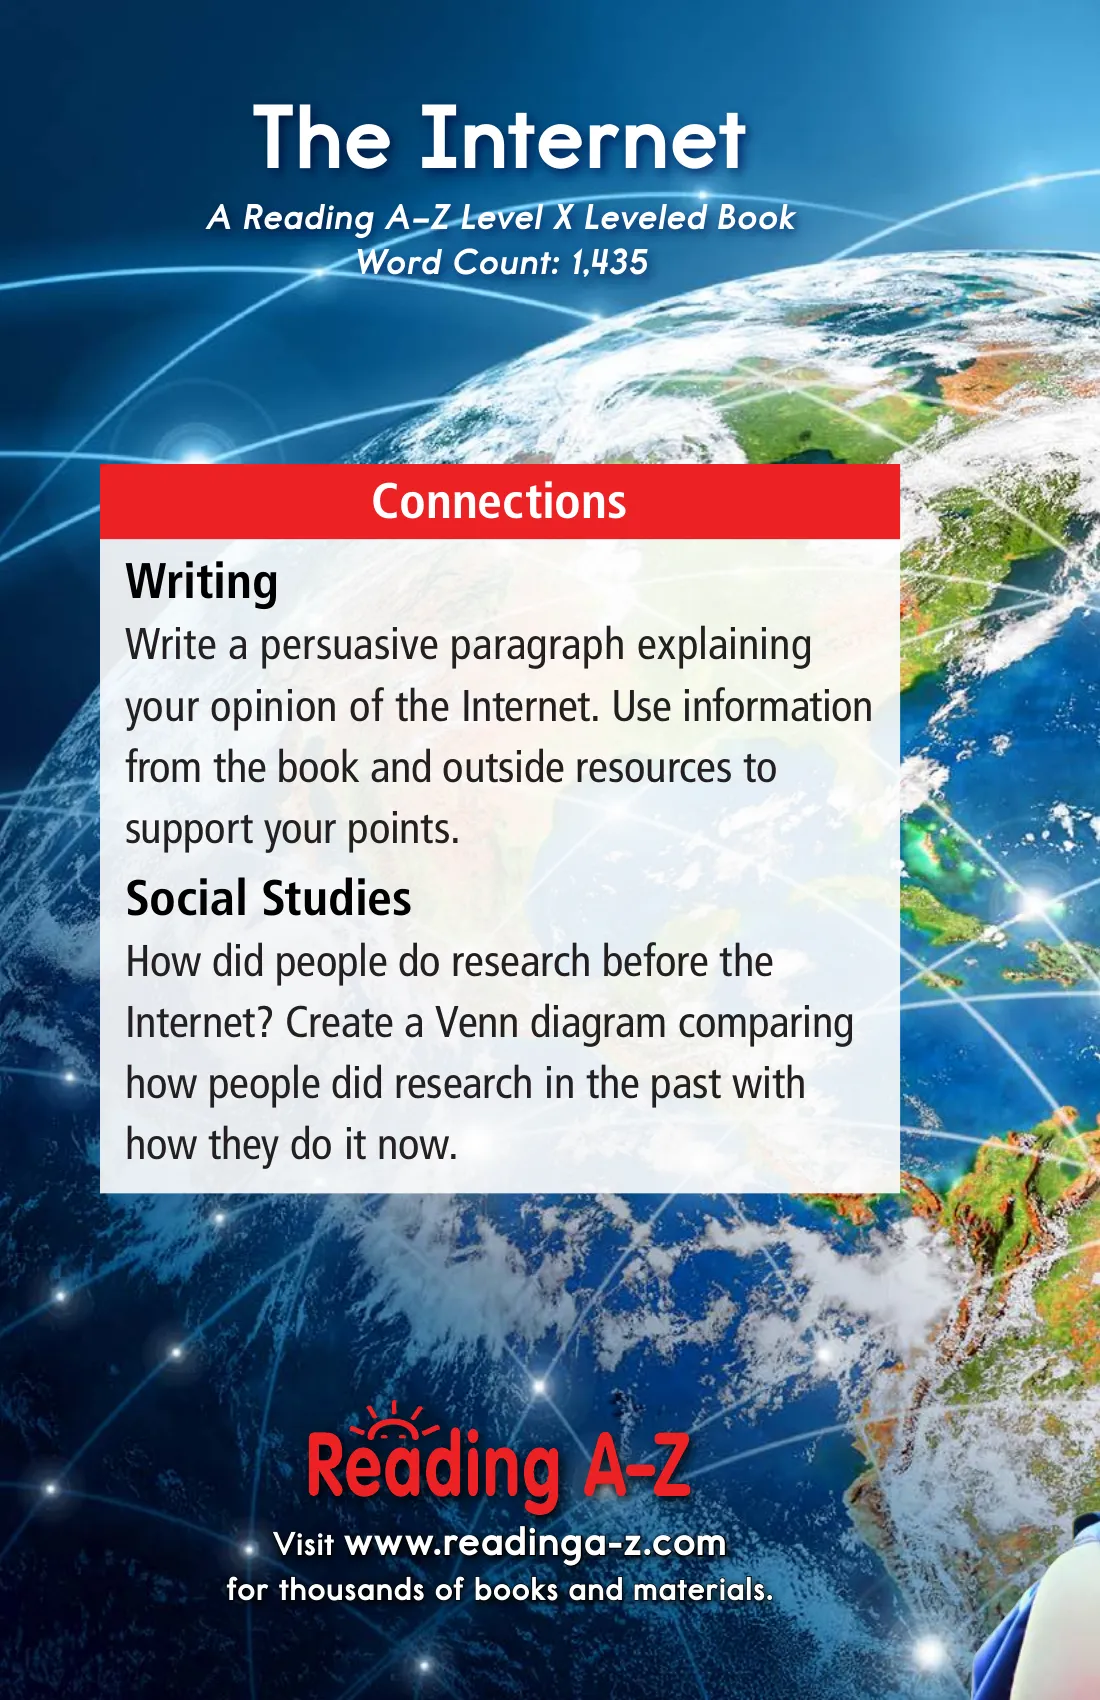 The Internet
A Reading A–Z Level X Leveled Book
Word Count: 1,435
Connections
Writing
Write a persuasive paragraph explaining
your opinion of the Internet. Use information
from the book and outside resources to
support your points.
Social Studies
How did people do research before the
Internet? Create a Venn diagram comparing
how people did research in the past with
how they do it now.
Reading A–Z
Visit www.readinga-z.com
for thousands of books and materials.